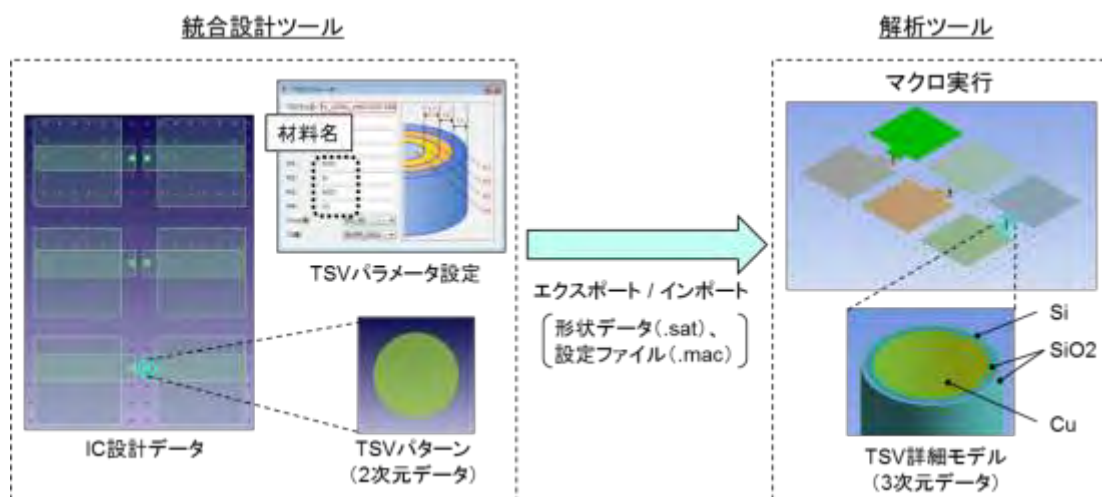 統合設計ツール
解析ツール
マクロ実行
材料名
TSVパラメータ設定
エクスポート / インポート
形状データ(.sat)、
設定ファイル(.mac)
IC設計データ
TSVパターン
(2次元データ)
Si
SiO2
Cu
TSV詳細モデル
(3次元データ)